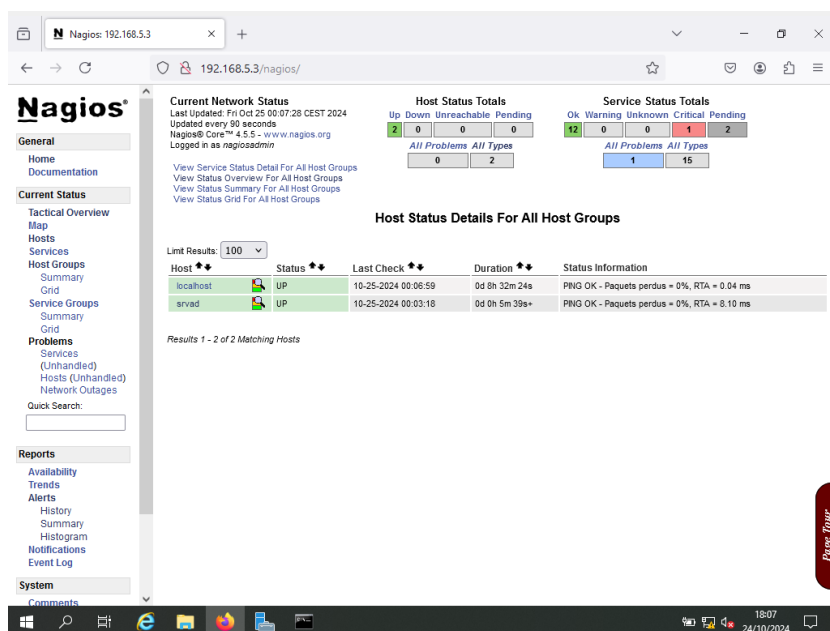 Nagios: 192.168.5.3
192.168.5.3/nagios/
Nagios®
General
Home
Documentation
Current Status
Tactical Overview
Map
Hosts
Services
Host Groups
Summary
Grid
Service Groups
Summary
Grid
Problems
Services
(Unhandled)
Hosts (Unhandled)
Network Outages
Quick Search:
Reports
Availability
Trends
Alerts
History
Summary
Histogram
Notifications
Event Log
System
Comments
Current Network Status
Last Updated: Fri Oct 25 00:07:28 CEST 2024
Updated every 90 seconds
Nagios® Core™ 4.5.5 - www.nagios.org
Logged in as nagiosadmin
View Service Status Detail For All Host Groups
View Status Overview For All Host Groups
View Status Summary For All Host Groups
View Status Grid For All Host Groups
Host Status Totals
Up Down Unreachable Pending
2 0 0 0
All Problems All Types
0 2
Service Status Totals
Ok Warning Unknown Critical Pending
12 0 0 1 2
All Problems All Types
1 15
Host Status Details For All Host Groups
Limit Results: 100
Host Status Last Check Duration Status Information
localhost UP 10-25-2024 00:06:59 0d 8h 32m 24s PING OK - Paquets perdus = 0%, RTA = 0.04 ms
srvad UP 10-25-2024 00:03:18 0d 0h 5m 39s+ PING OK - Paquets perdus = 0%, RTA = 8.10 ms
Results 1 - 2 of 2 Matching Hosts
Page Tour
18:07
24/10/2024